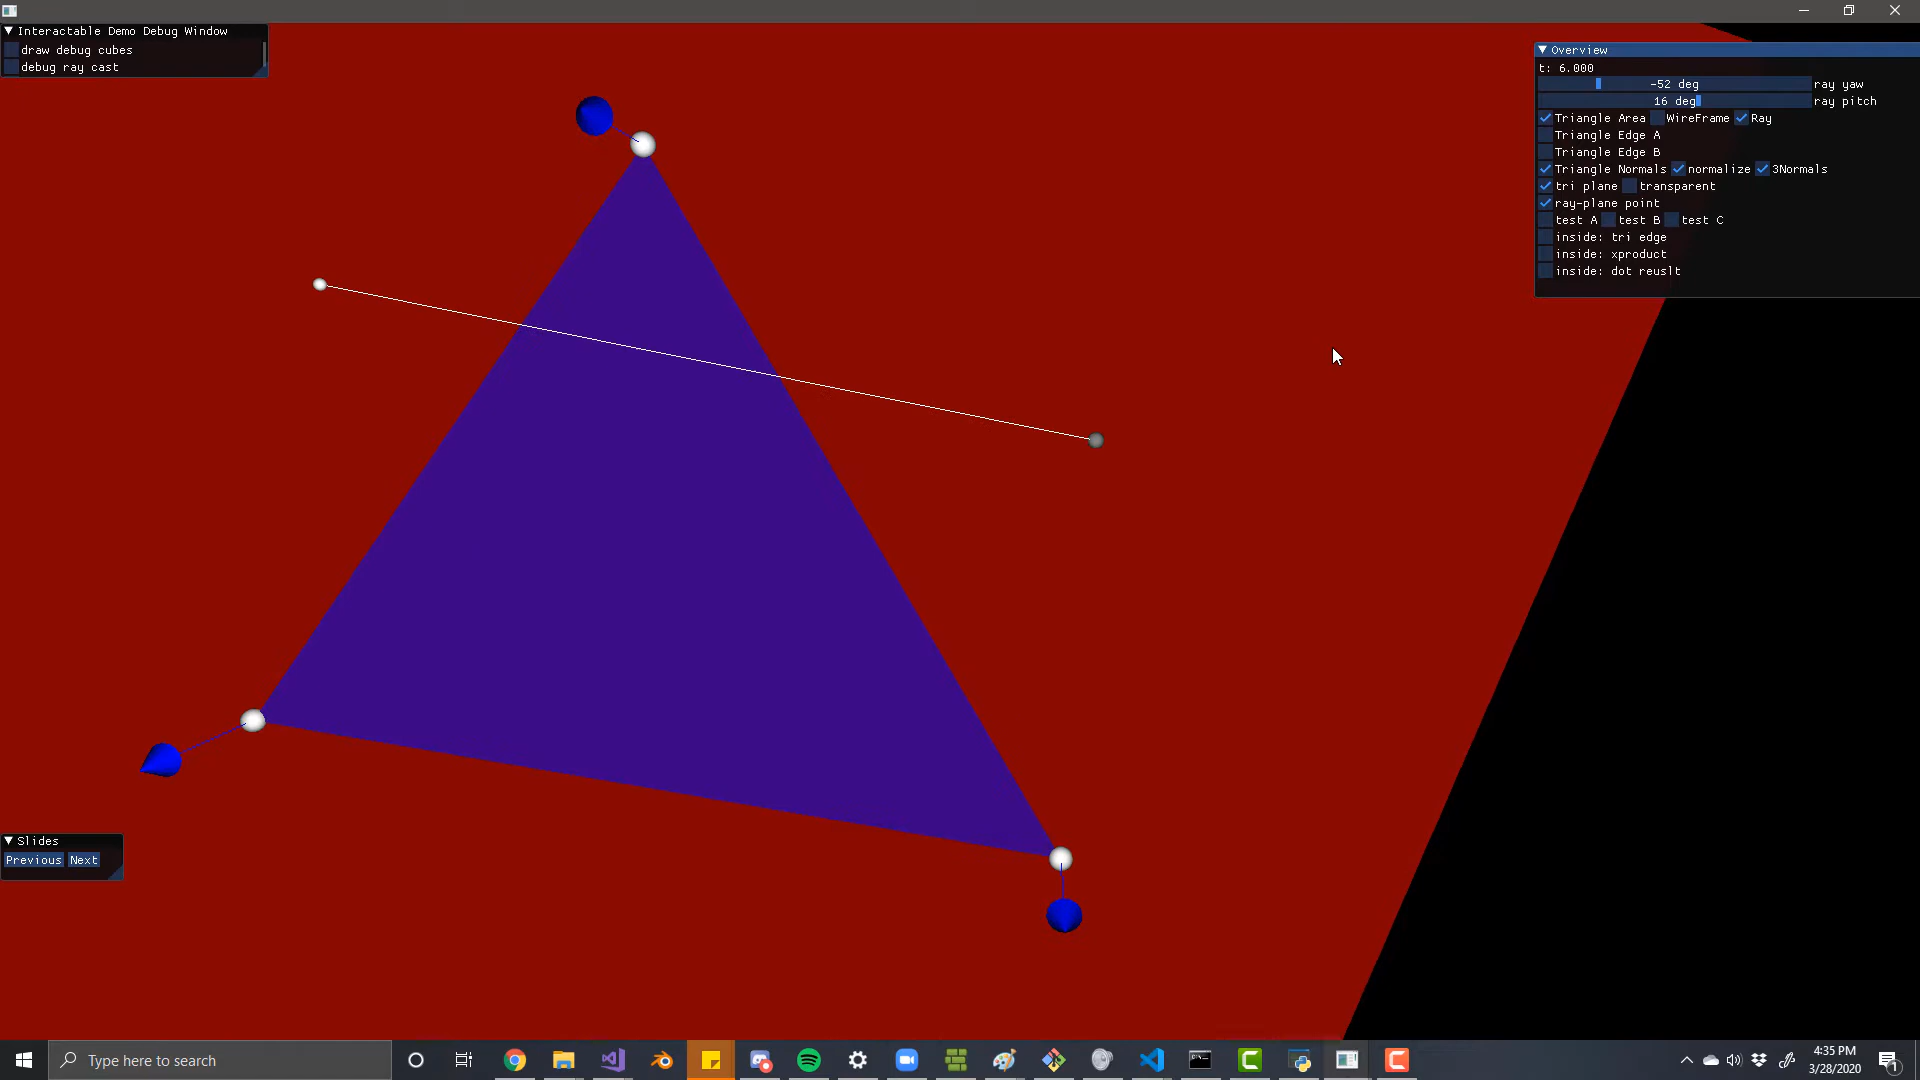 Interactable Demo Debug Window
draw debug cubes
debug ray cast
Overview
t: 6.000
-52 deg ray yaw
16 deg ray pitch
Triangle Area WireFrame Ray
Triangle Edge A
Triangle Edge B
Triangle Normals normalize 3Normals
tri plane transparent
ray-plane point
test A test B test C
inside: tri edge
inside: xproduct
inside: dot reuslt
Slides
Previous Next
Type here to search
4:35 PM
3/28/2020
1